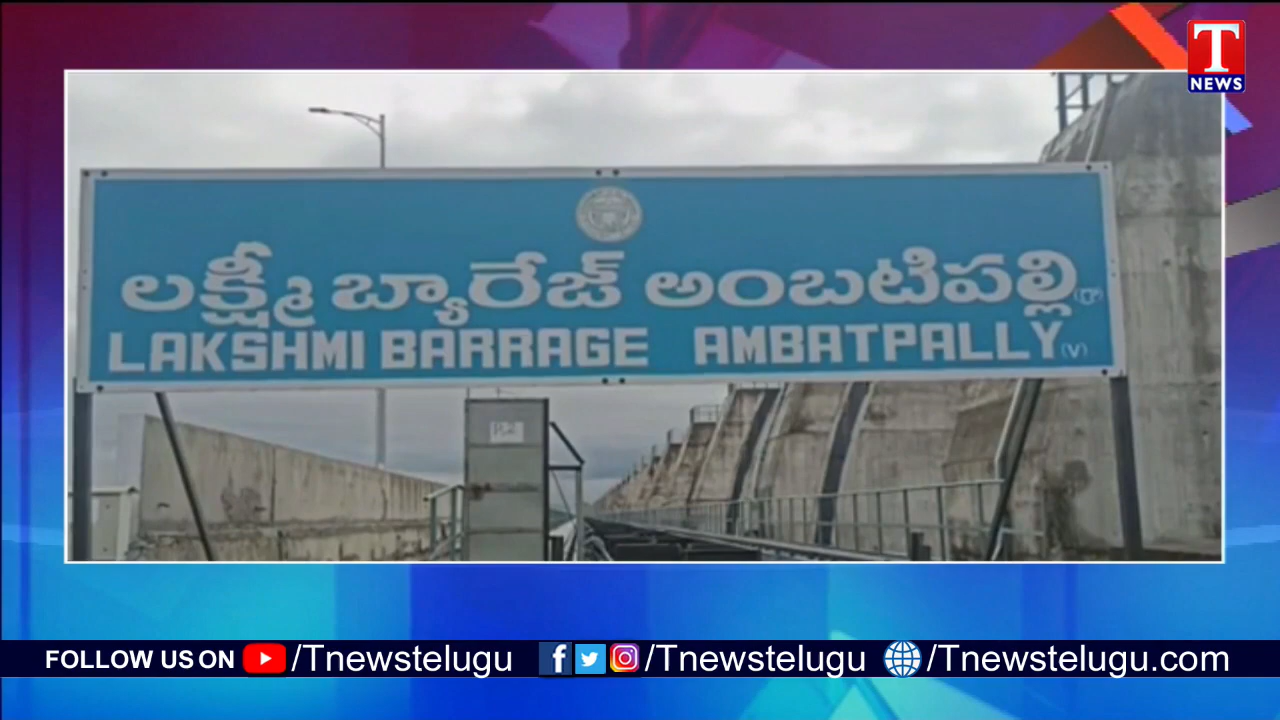 T
NEWS
లక్ష్మీ బ్యారేజ్ అంబటిపల్లి (గ్రా)
LAKSHMI BARRAGE AMBATPALLY (V)
P.2
FOLLOW US ON /Tnewstelugu /Tnewstelugu /Tnewstelugu.com